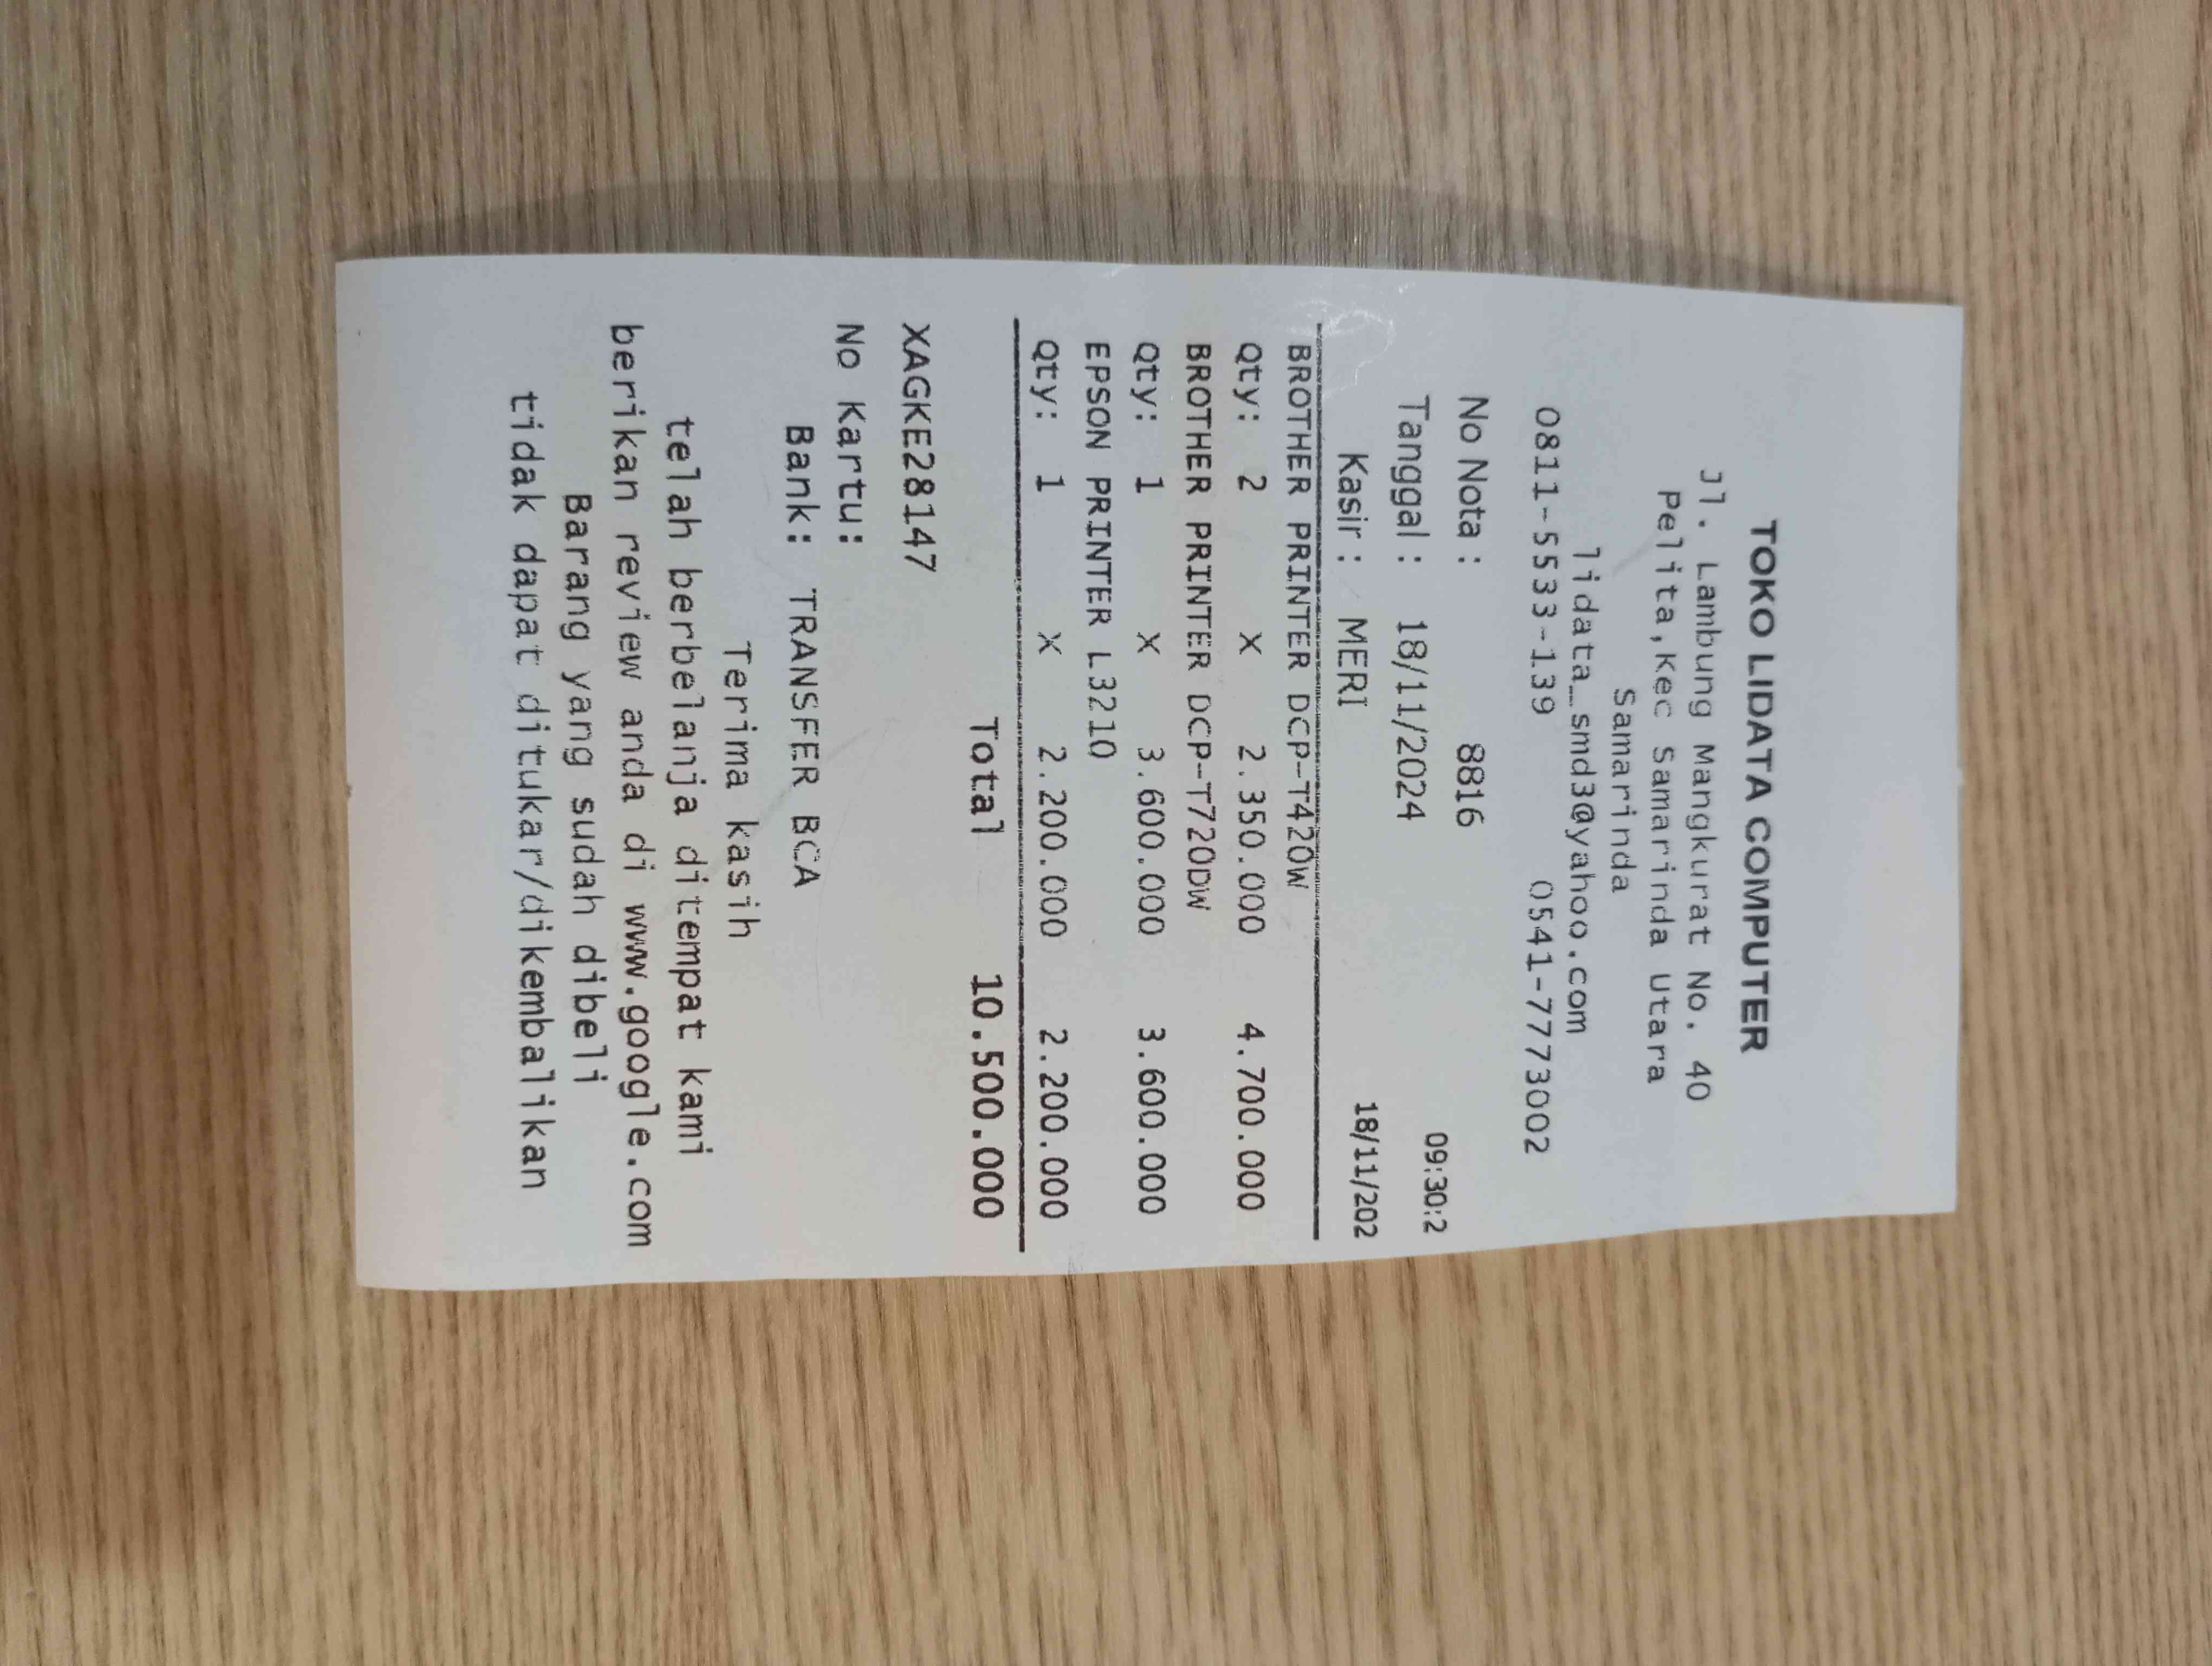 TOKO LIDATA COMPUTER
Jl. Lambung Mangkurat No. 40
Pelita,Kec Samarinda Utara
Samarinda
lidata_smd3@yahoo.com
0811-5533-139 0541-7773002
No Nota : 8816
Tanggal : 18/11/2024 09:30:2
Kasir : MERI 18/11/202
BROTHER PRINTER DCP-T420W
Qty: 2 X 2.350.000 4.700.000
BROTHER PRINTER DCP-T720DW
Qty: 1 X 3.600.000 3.600.000
EPSON PRINTER L3210
Qty: 1 X 2.200.000 2.200.000
Total 10.500.000
XAGKE28147
No Kartu:
Bank: TRANSFER BCA
Terima kasih
telah berbelanja ditempat kami
berikan review anda di www.google.com
Barang yang sudah dibeli
tidak dapat ditukar/dikembalikan